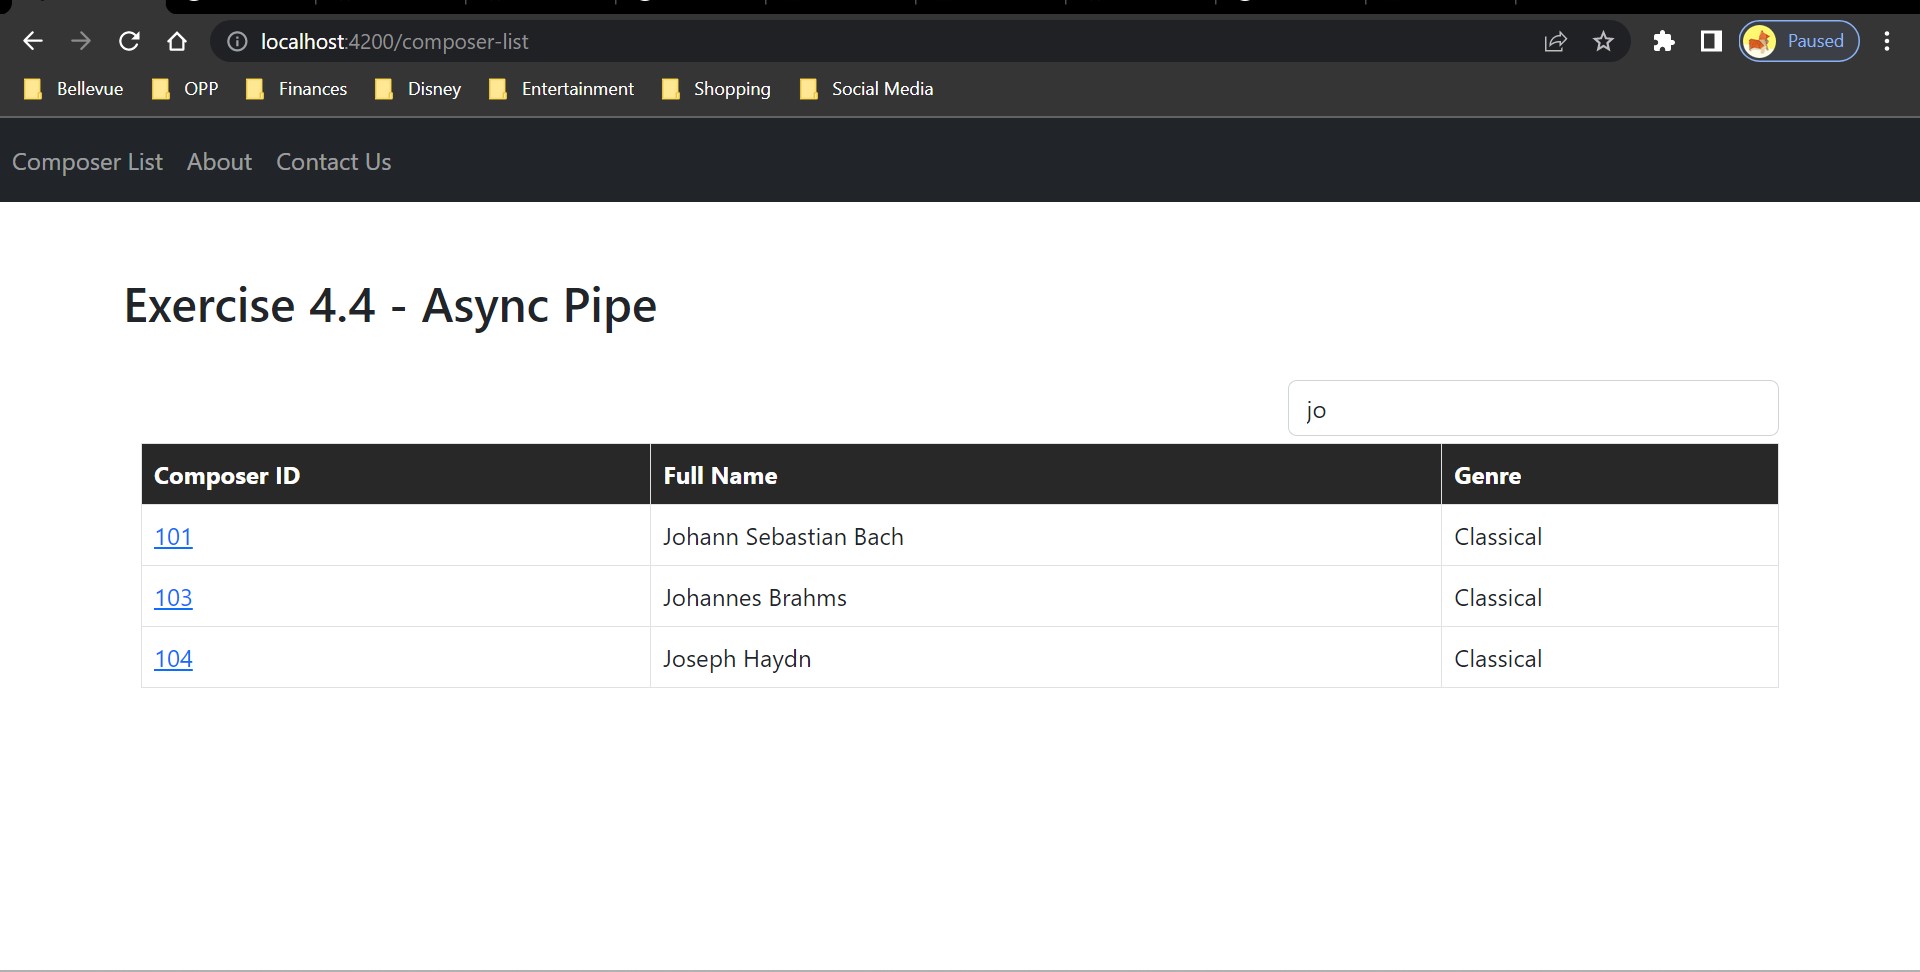 localhost:4200/composer-list
Paused
Bellevue OPP Finances Disney Entertainment Shopping Social Media
Composer List About Contact Us
Exercise 4.4 - Async Pipe
jo
Composer ID Full Name Genre
101 Johann Sebastian Bach Classical
103 Johannes Brahms Classical
104 Joseph Haydn Classical